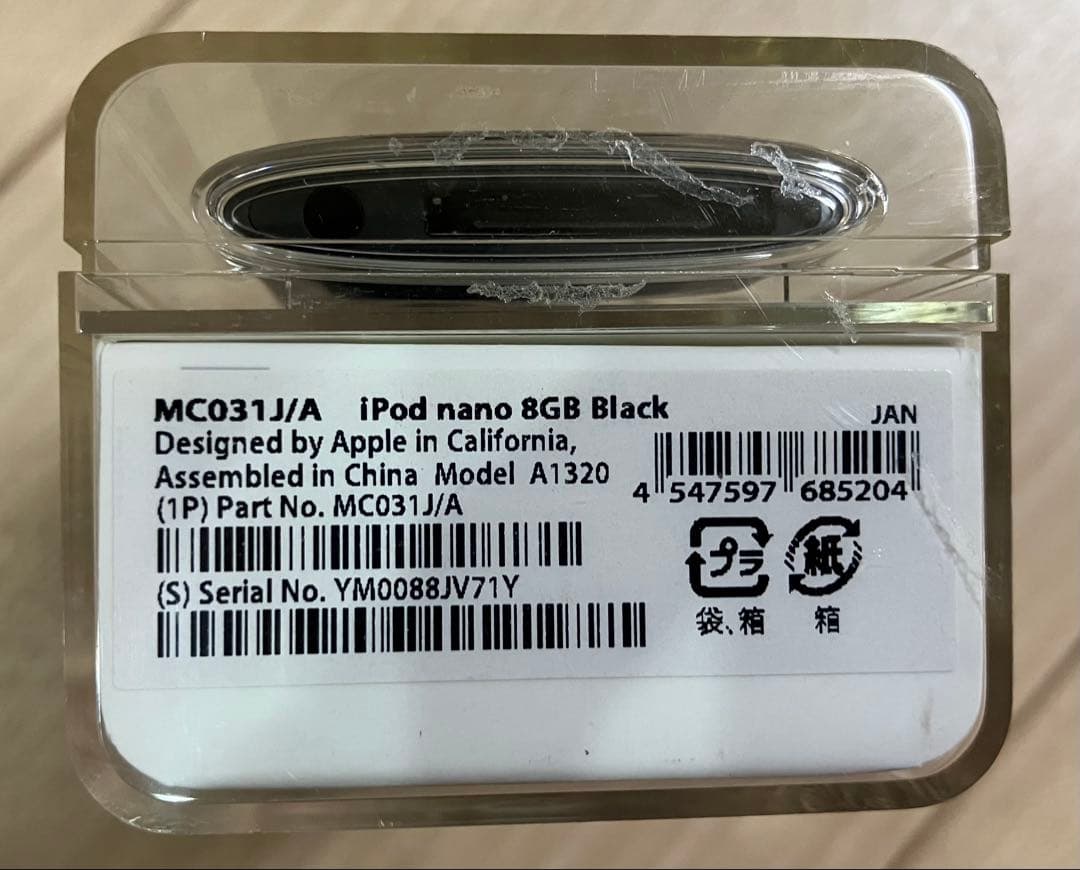 MC031J/A iPod nano 8GB Black
Designed by Apple in California,
Assembled in China Model A1320
(1P) Part No. MC031J/A
(S) Serial No. YM0088JV71Y
JAN
4 547597 685204
プラ
紙
袋、箱
箱